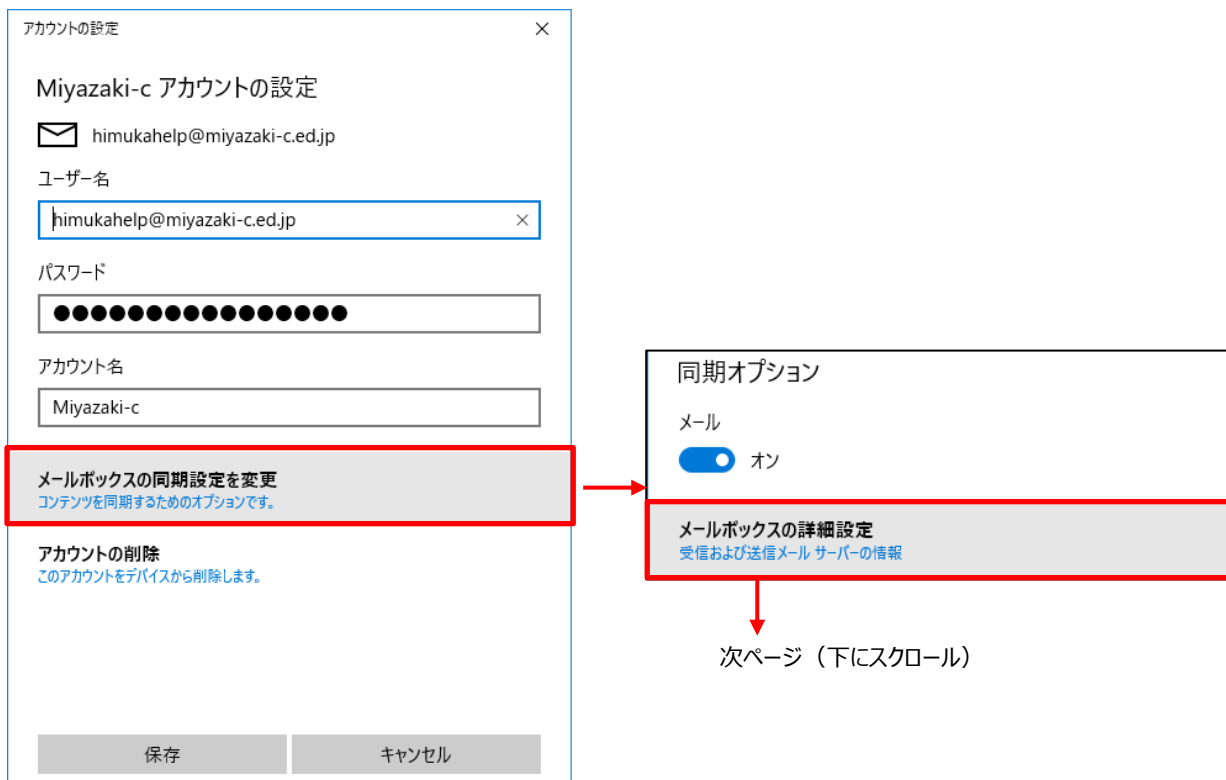 アカウントの設定
Miyazaki-c アカウントの設定
himukahelp@miyazaki-c.ed.jp
ユーザー名
himukahelp@miyazaki-c.ed.jp
パスワード
●●●●●●●●●●●●●●●●
アカウント名
Miyazaki-c
メールボックスの同期設定を変更
コンテンツを同期するためのオプションです。
アカウントの削除
このアカウントをデバイスから削除します。
保存
キャンセル
同期オプション
メール
オン
メールボックスの詳細設定
受信および送信メール サーバーの情報
次ページ（下にスクロール）